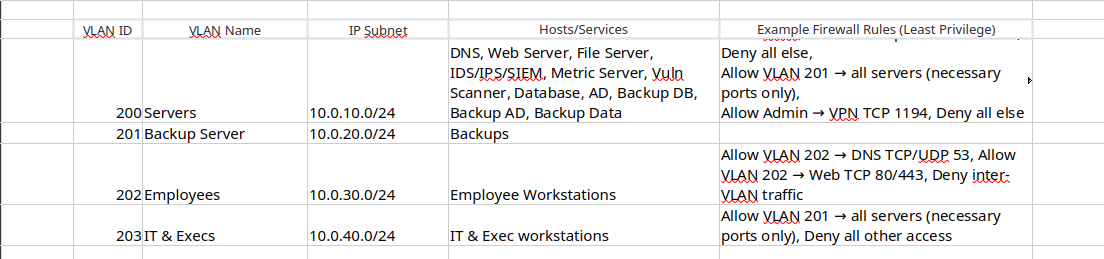 VLAN ID VLAN Name IP Subnet Hosts/Services Example Firewall Rules (Least Privilege)
DNS, Web Server, File Server,
IDS/IPS/SIEM, Metric Server, Vuln
Scanner, Database, AD, Backup DB,
200 Servers 10.0.10.0/24 Backup AD, Backup Data
Deny all else,
Allow VLAN 201 → all servers (necessary
ports only),
Allow Admin → VPN TCP 1194, Deny all else
201 Backup Server 10.0.20.0/24 Backups
202 Employees 10.0.30.0/24 Employee Workstations
Allow VLAN 202 → DNS TCP/UDP 53, Allow
VLAN 202 → Web TCP 80/443, Deny inter-
VLAN traffic
203 IT & Execs 10.0.40.0/24 IT & Exec workstations
Allow VLAN 201 → all servers (necessary
ports only), Deny all other access